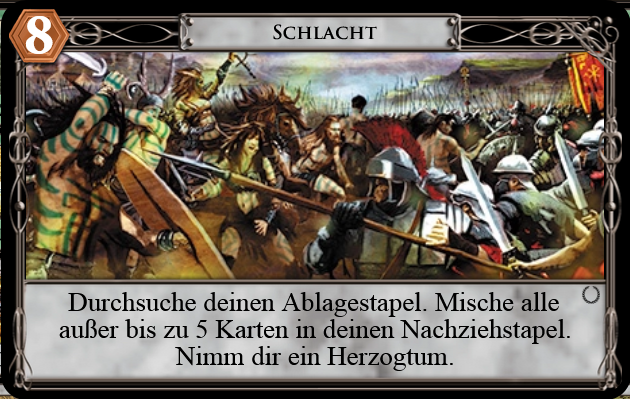 8
Schlacht
Durchsuche deinen Ablagestapel. Mische alle
außer bis zu 5 Karten in deinen Nachziehstapel.
Nimm dir ein Herzogtum.